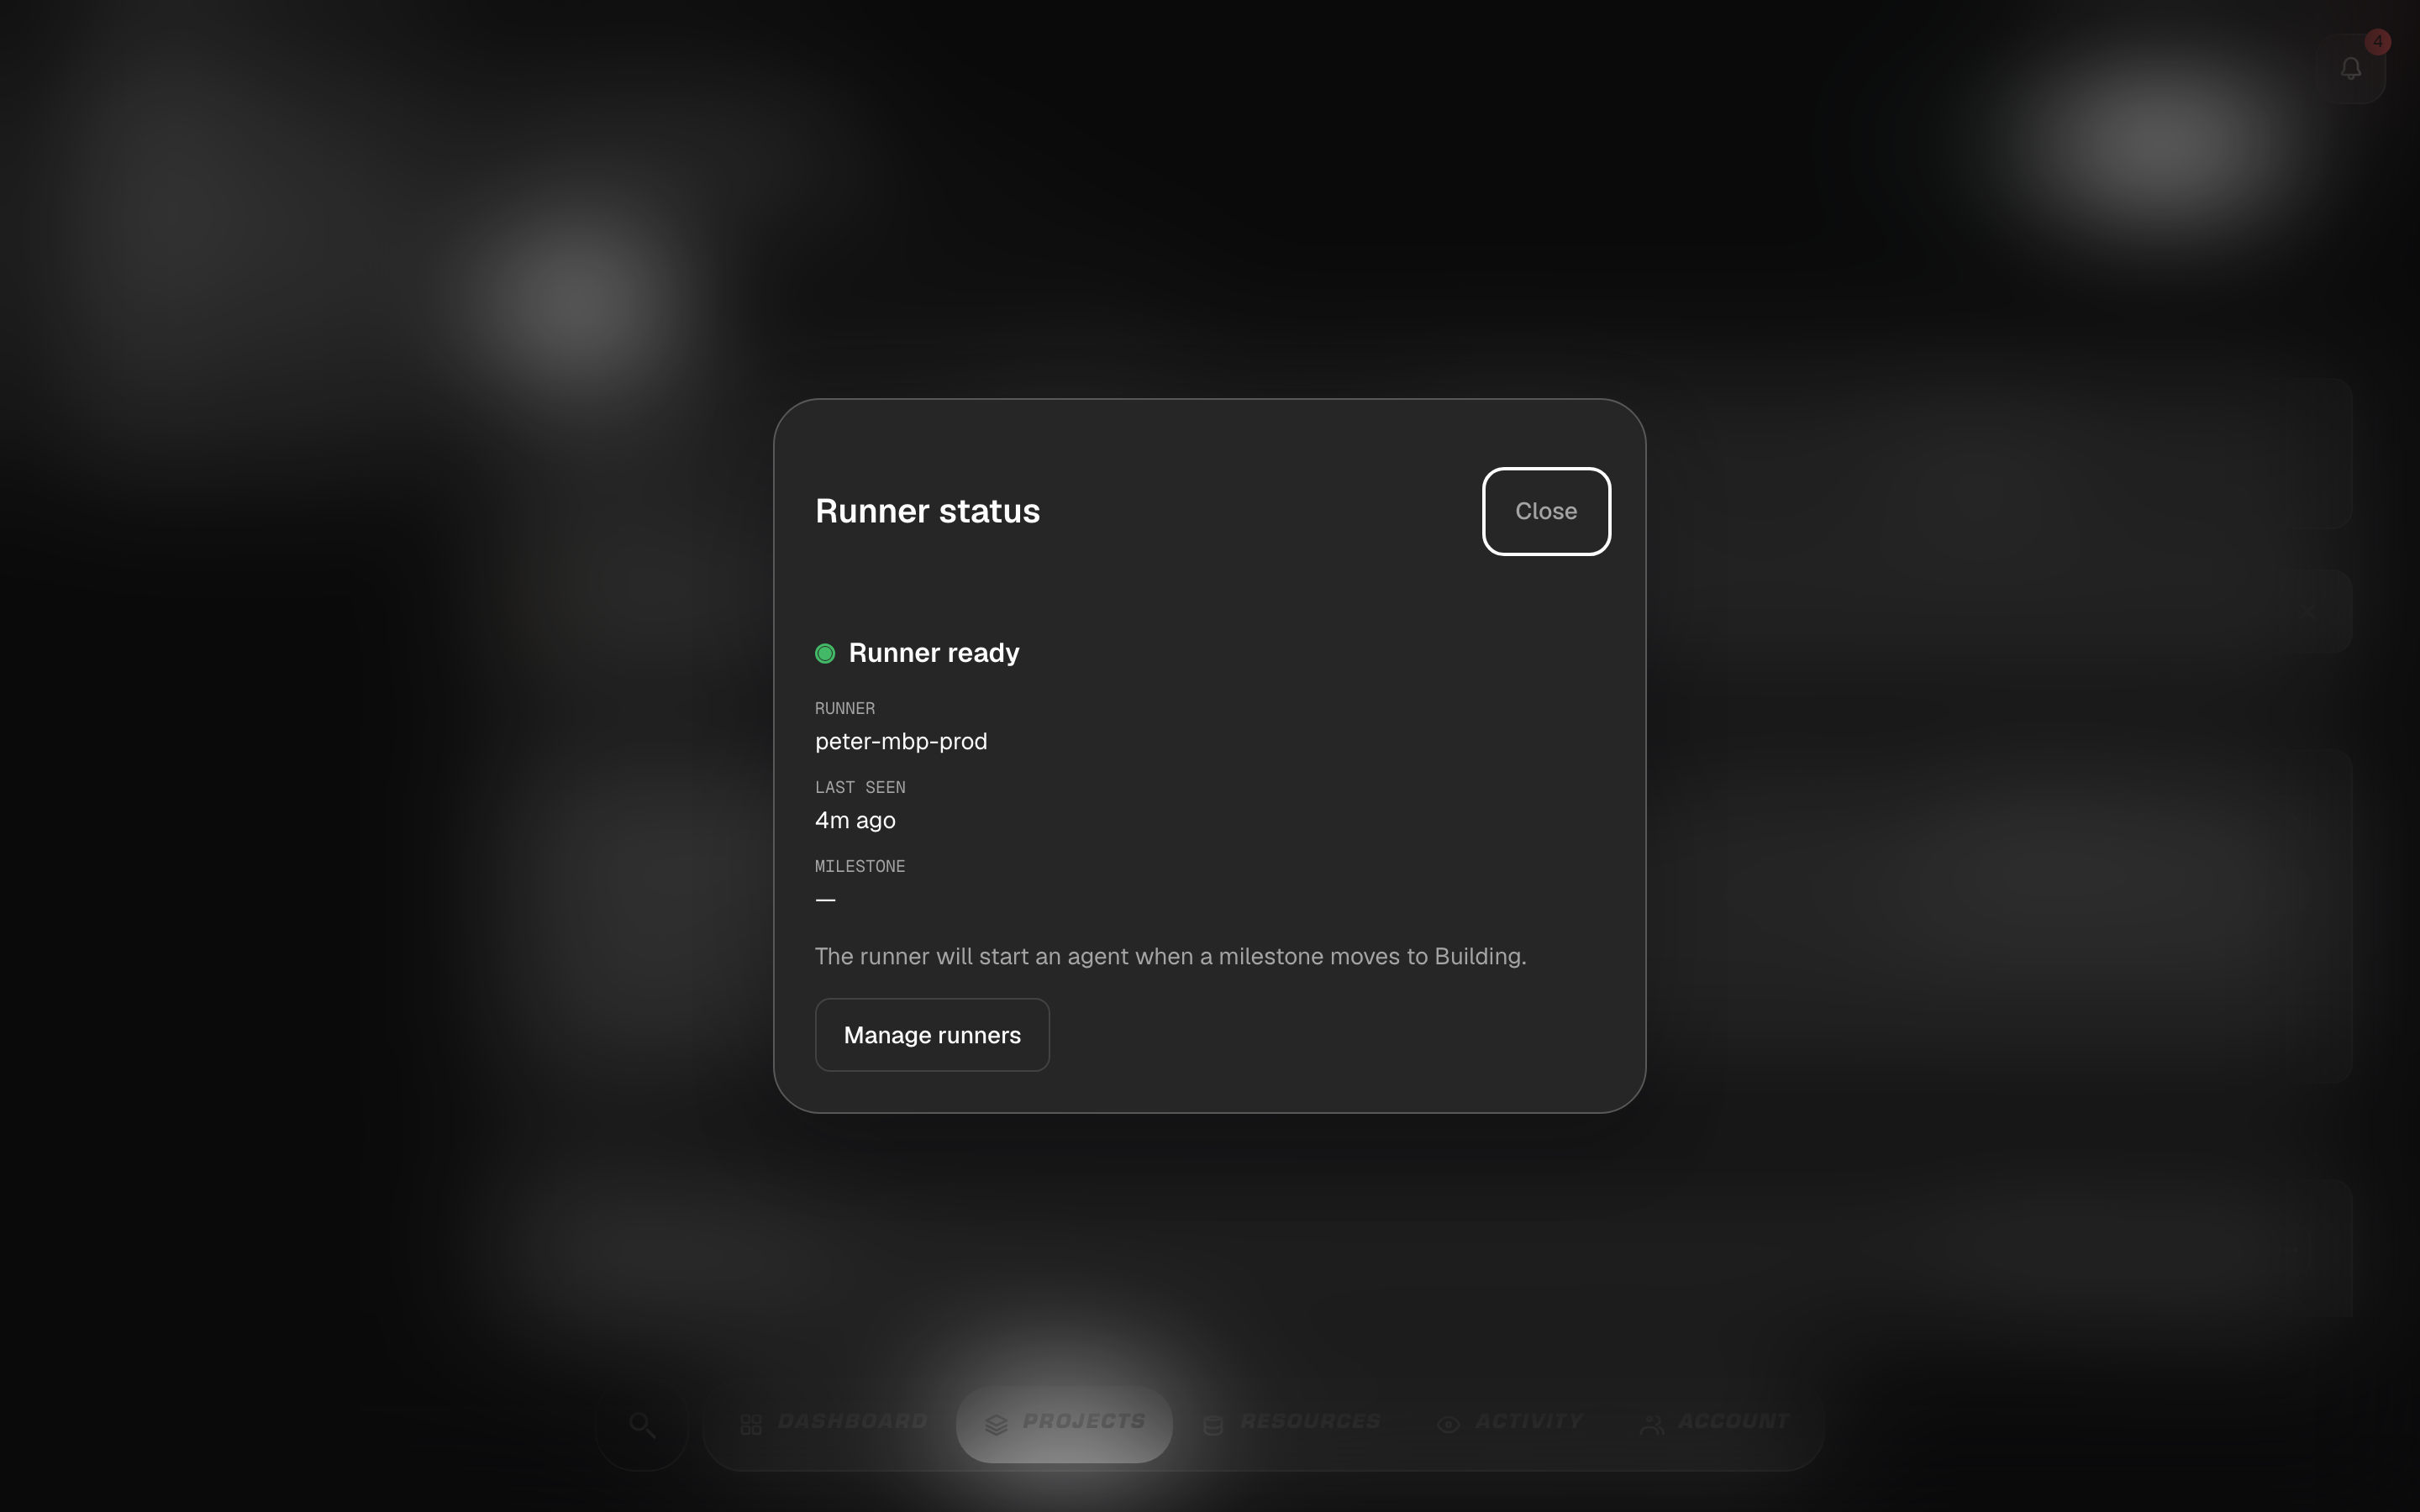 4
Runner status
Close
Runner ready
RUNNER
peter-mbp-prod
LAST SEEN
4m ago
MILESTONE
—
The runner will start an agent when a milestone moves to Building.
Manage runners
DASHBOARD
PROJECTS
RESOURCES
ACTIVITY
ACCOUNT